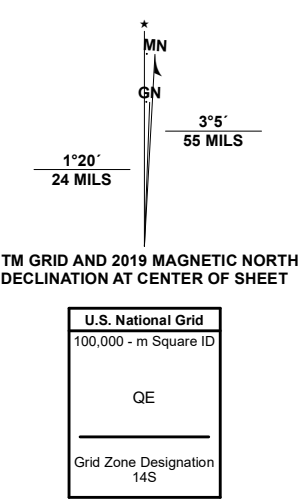 ★
MN
GN
3°5´
55 MILS
1°20´
24 MILS
TM GRID AND 2019 MAGNETIC NORTH
DECLINATION AT CENTER OF SHEET
U.S. National Grid
100,000 - m Square ID
QE
Grid Zone Designation
14S